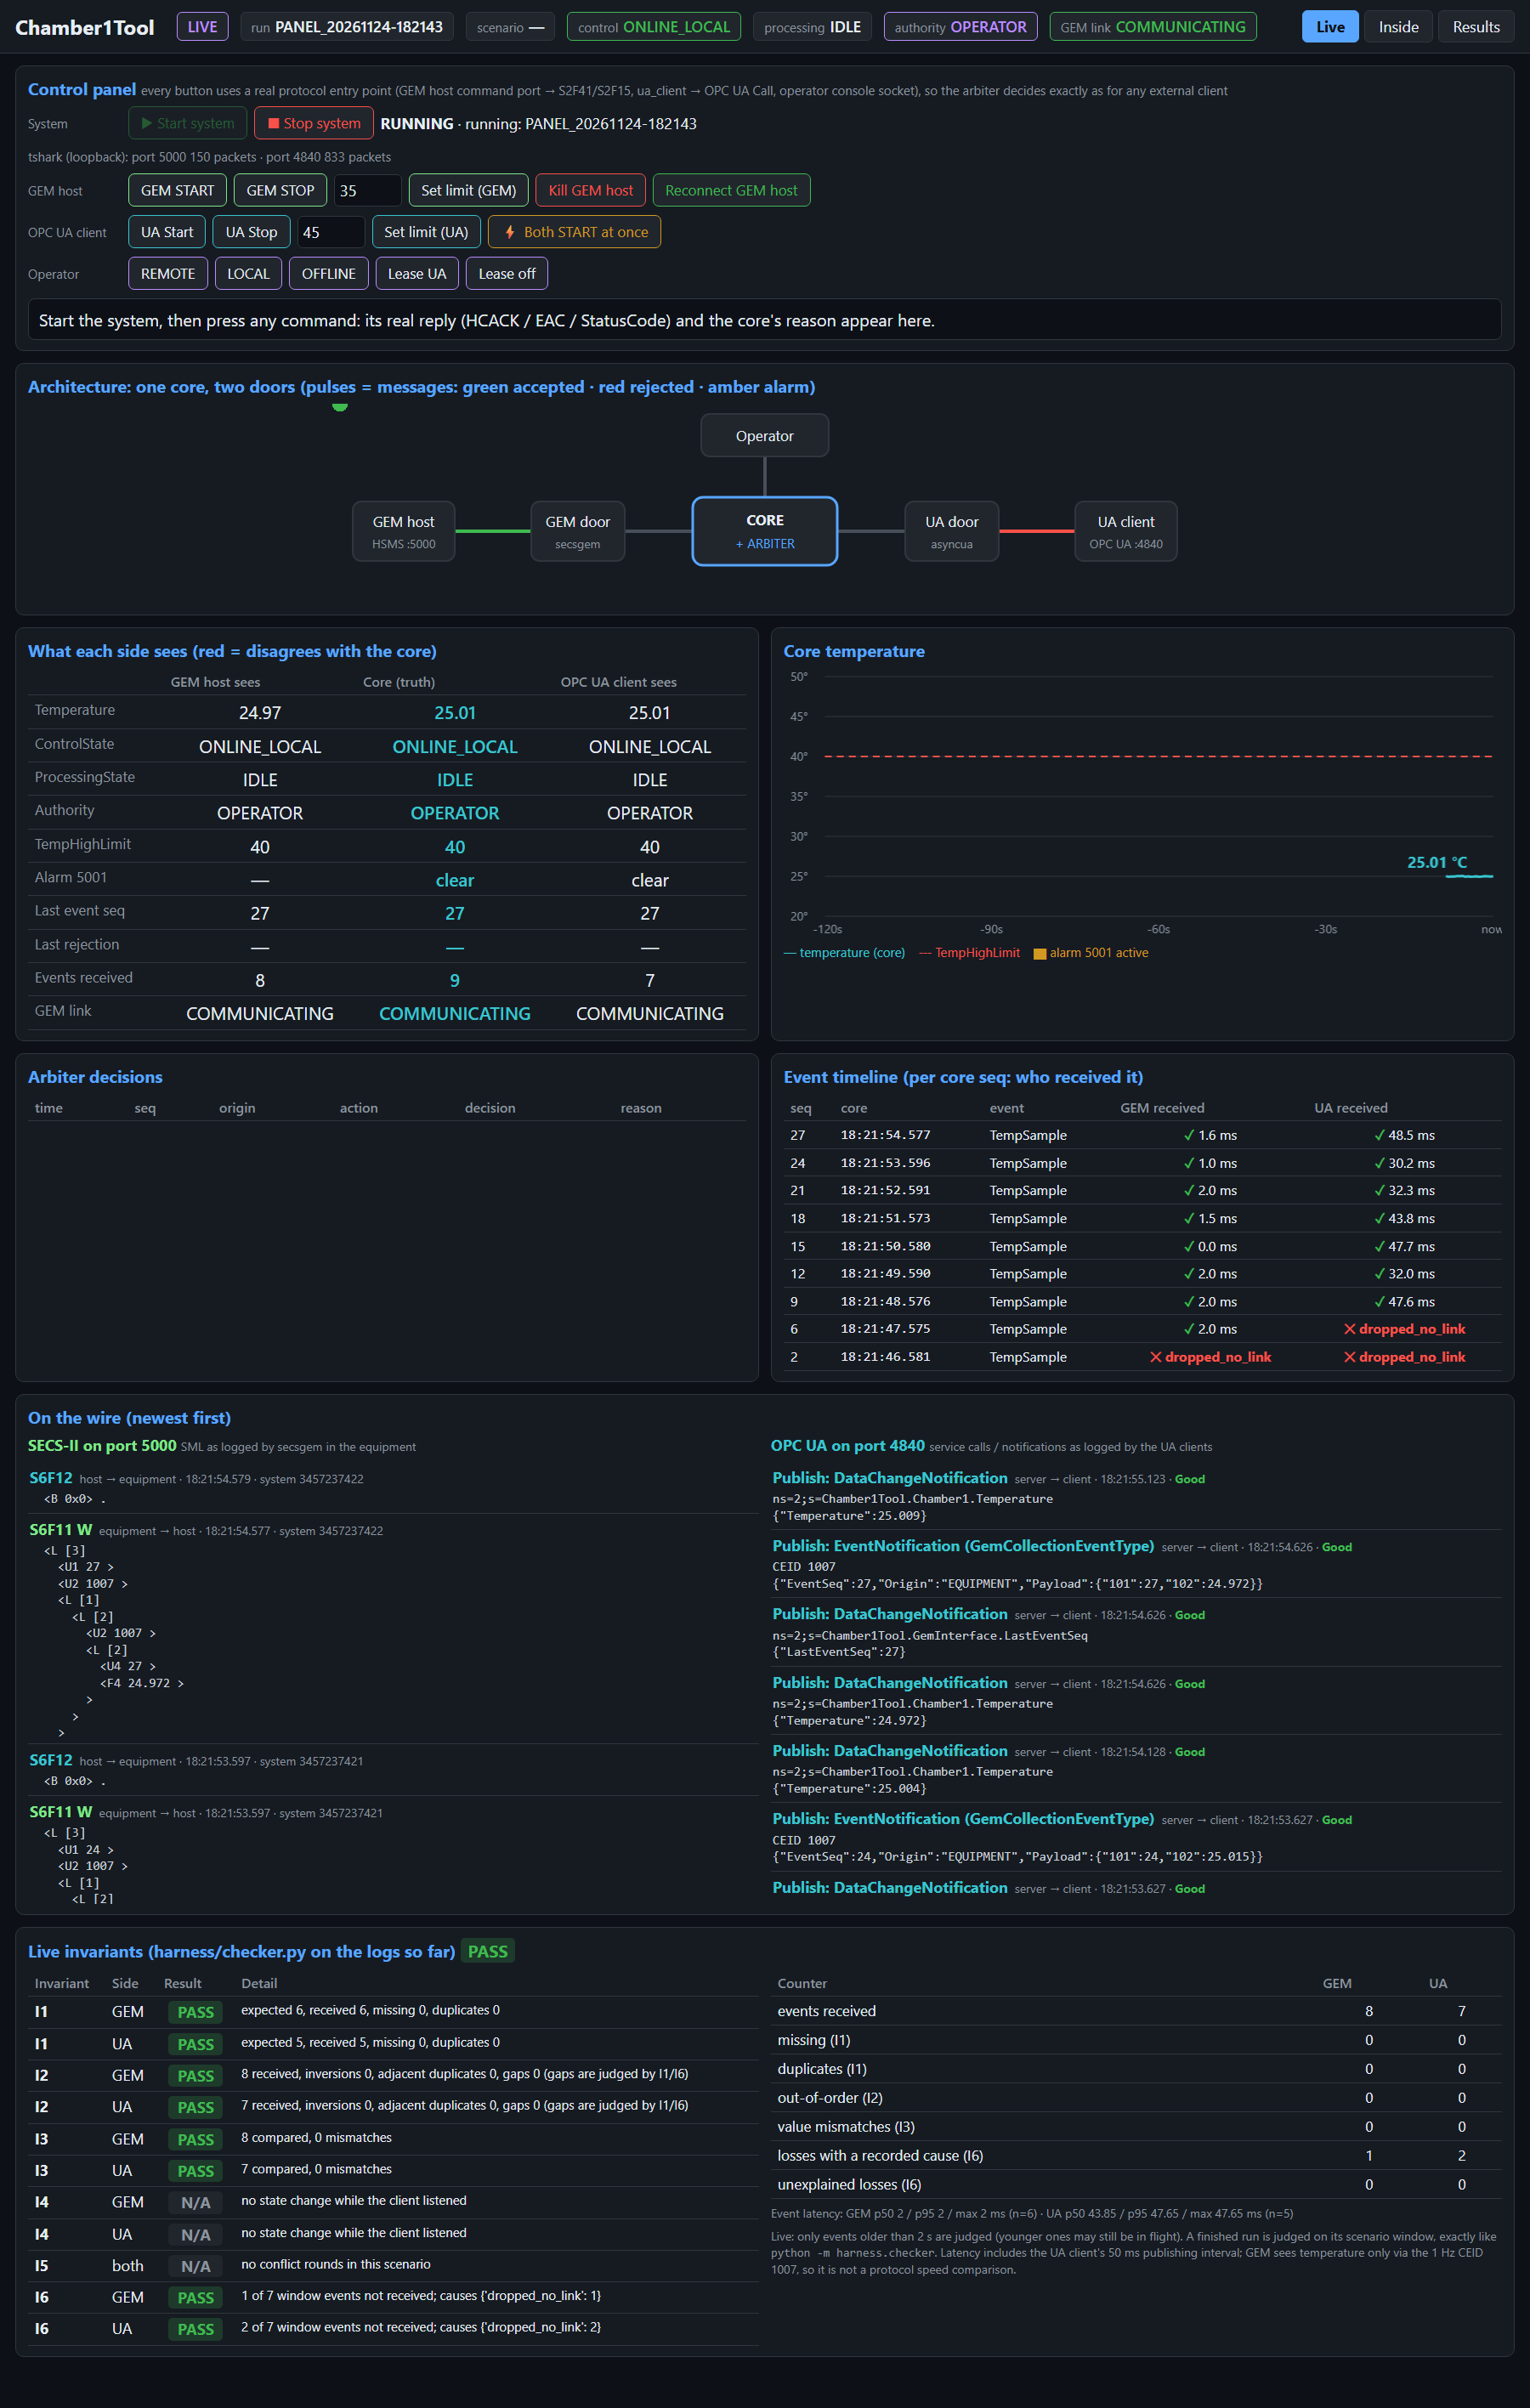 Chamber1Tool LIVE run PANEL_20261124-182143 scenario — control ONLINE_LOCAL processing IDLE authority OPERATOR GEM link COMMUNICATING Live Inside Results
Control panel every button uses a real protocol entry point (GEM host command port → S2F41/S2F15, ua_client → OPC UA Call, operator console socket), so the arbiter decides exactly as for any external client
System ▶ Start system ■ Stop system RUNNING · running: PANEL_20261124-182143
tshark (loopback): port 5000 150 packets · port 4840 833 packets
GEM host GEM START GEM STOP 35 Set limit (GEM) Kill GEM host Reconnect GEM host
OPC UA client UA Start UA Stop 45 Set limit (UA) ⚡ Both START at once
Operator REMOTE LOCAL OFFLINE Lease UA Lease off
Start the system, then press any command: its real reply (HCACK / EAC / StatusCode) and the core's reason appear here.
Architecture: one core, two doors (pulses = messages: green accepted · red rejected · amber alarm)
Operator
GEM host GEM door CORE UA door UA client
HSMS :5000 secsgem + ARBITER asyncua OPC UA :4840
What each side sees (red = disagrees with the core)
GEM host sees Core (truth) OPC UA client sees
Temperature 24.97 25.01 25.01
ControlState ONLINE_LOCAL ONLINE_LOCAL ONLINE_LOCAL
ProcessingState IDLE IDLE IDLE
Authority OPERATOR OPERATOR OPERATOR
TempHighLimit 40 40 40
Alarm 5001 — clear clear
Last event seq 27 27 27
Last rejection — — —
Events received 8 9 7
GEM link COMMUNICATING COMMUNICATING COMMUNICATING
Core temperature
50°
45°
40°
35°
30°
25.01 °C
25°
20°
-120s -90s -60s -30s now
— temperature (core) --- TempHighLimit alarm 5001 active
Arbiter decisions
time seq origin action decision reason
Event timeline (per core seq: who received it)
seq core event GEM received UA received
27 18:21:54.577 TempSample ✓ 1.6 ms ✓ 48.5 ms
24 18:21:53.596 TempSample ✓ 1.0 ms ✓ 30.2 ms
21 18:21:52.591 TempSample ✓ 2.0 ms ✓ 32.3 ms
18 18:21:51.573 TempSample ✓ 1.5 ms ✓ 43.8 ms
15 18:21:50.580 TempSample ✓ 0.0 ms ✓ 47.7 ms
12 18:21:49.590 TempSample ✓ 2.0 ms ✓ 32.0 ms
9 18:21:48.576 TempSample ✓ 2.0 ms ✓ 47.6 ms
6 18:21:47.575 TempSample ✓ 2.0 ms ✕ dropped_no_link
2 18:21:46.581 TempSample ✕ dropped_no_link ✕ dropped_no_link
On the wire (newest first)
SECS-II on port 5000 SML as logged by secsgem in the equipment
S6F12 host → equipment · 18:21:54.579 · system 3457237422
<B 0x0> .
S6F11 W equipment → host · 18:21:54.577 · system 3457237422
<L [3]
<U1 27 >
<U2 1007 >
<L [1]
<L [2]
<U2 1007 >
<L [2]
<U4 27 >
<F4 24.972 >
>
>
>
S6F12 host → equipment · 18:21:53.597 · system 3457237421
<B 0x0> .
S6F11 W equipment → host · 18:21:53.597 · system 3457237421
<L [3]
<U1 24 >
<U2 1007 >
<L [1]
<L [2]
OPC UA on port 4840 service calls / notifications as logged by the UA clients
Publish: DataChangeNotification server → client · 18:21:55.123 · Good
ns=2;s=Chamber1Tool.Chamber1.Temperature
{"Temperature":25.009}
Publish: EventNotification (GemCollectionEventType) server → client · 18:21:54.626 · Good
CEID 1007
{"EventSeq":27,"Origin":"EQUIPMENT","Payload":{"101":27,"102":24.972}}
Publish: DataChangeNotification server → client · 18:21:54.626 · Good
ns=2;s=Chamber1Tool.GemInterface.LastEventSeq
{"LastEventSeq":27}
Publish: DataChangeNotification server → client · 18:21:54.626 · Good
ns=2;s=Chamber1Tool.Chamber1.Temperature
{"Temperature":24.972}
Publish: DataChangeNotification server → client · 18:21:54.128 · Good
ns=2;s=Chamber1Tool.Chamber1.Temperature
{"Temperature":25.004}
Publish: EventNotification (GemCollectionEventType) server → client · 18:21:53.627 · Good
CEID 1007
{"EventSeq":24,"Origin":"EQUIPMENT","Payload":{"101":24,"102":25.015}}
Publish: DataChangeNotification server → client · 18:21:53.627 · Good
Live invariants (harness/checker.py on the logs so far) PASS
Invariant Side Result Detail
I1 GEM PASS expected 6, received 6, missing 0, duplicates 0
I1 UA PASS expected 5, received 5, missing 0, duplicates 0
I2 GEM PASS 8 received, inversions 0, adjacent duplicates 0, gaps 0 (gaps are judged by I1/I6)
I2 UA PASS 7 received, inversions 0, adjacent duplicates 0, gaps 0 (gaps are judged by I1/I6)
I3 GEM PASS 8 compared, 0 mismatches
I3 UA PASS 7 compared, 0 mismatches
I4 GEM N/A no state change while the client listened
I4 UA N/A no state change while the client listened
I5 both N/A no conflict rounds in this scenario
I6 GEM PASS 1 of 7 window events not received; causes {'dropped_no_link': 1}
I6 UA PASS 2 of 7 window events not received; causes {'dropped_no_link': 2}
Counter GEM UA
events received 8 7
missing (I1) 0 0
duplicates (I1) 0 0
out-of-order (I2) 0 0
value mismatches (I3) 0 0
losses with a recorded cause (I6) 1 2
unexplained losses (I6) 0 0
Event latency: GEM p50 2 / p95 2 / max 2 ms (n=6) · UA p50 43.85 / p95 47.65 / max 47.65 ms (n=5)
Live: only events older than 2 s are judged (younger ones may still be in flight). A finished run is judged on its scenario window, exactly like
python -m harness.checker. Latency includes the UA client's 50 ms publishing interval; GEM sees temperature only via the 1 Hz CEID
1007, so it is not a protocol speed comparison.